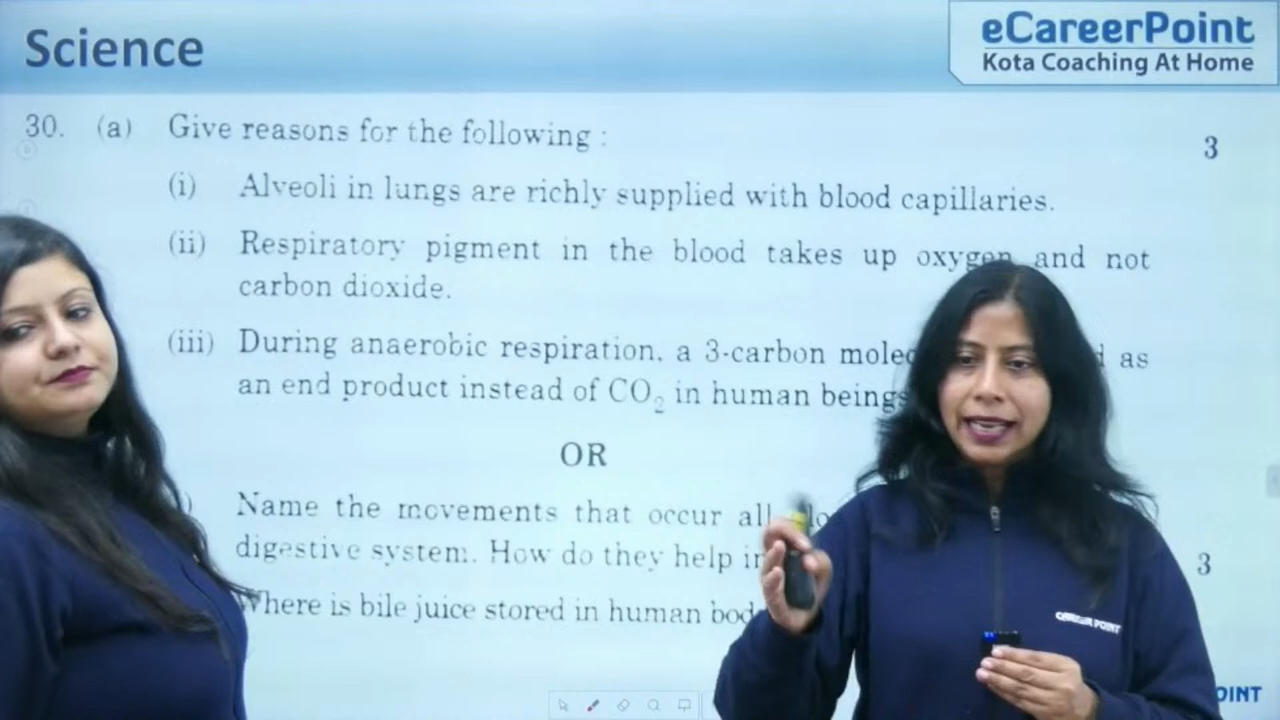 Science
eCareerPoint
Kota Coaching At Home
30. (a) Give reasons for the following :
3
(i) Alveoli in lungs are richly supplied with blood capillaries.
(ii) Respiratory pigment in the blood takes up oxygen and not
carbon dioxide.
(iii) During anaerobic respiration, a 3-carbon as
an end product instead of CO2 in human beings
OR
Name the movements that occur all
digestive system. How do they help
3
Where is bile juice stored in human
CAREER POINT
OINT